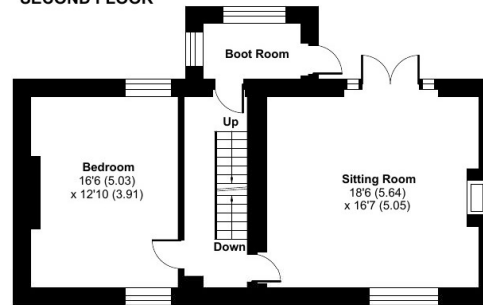 SECOND FLOOR
Boot Room
Up
Bedroom
16'6 (5.03)
x 12'10 (3.91)
Sitting Room
18'6 (5.64)
x 16'7 (5.05)
Down